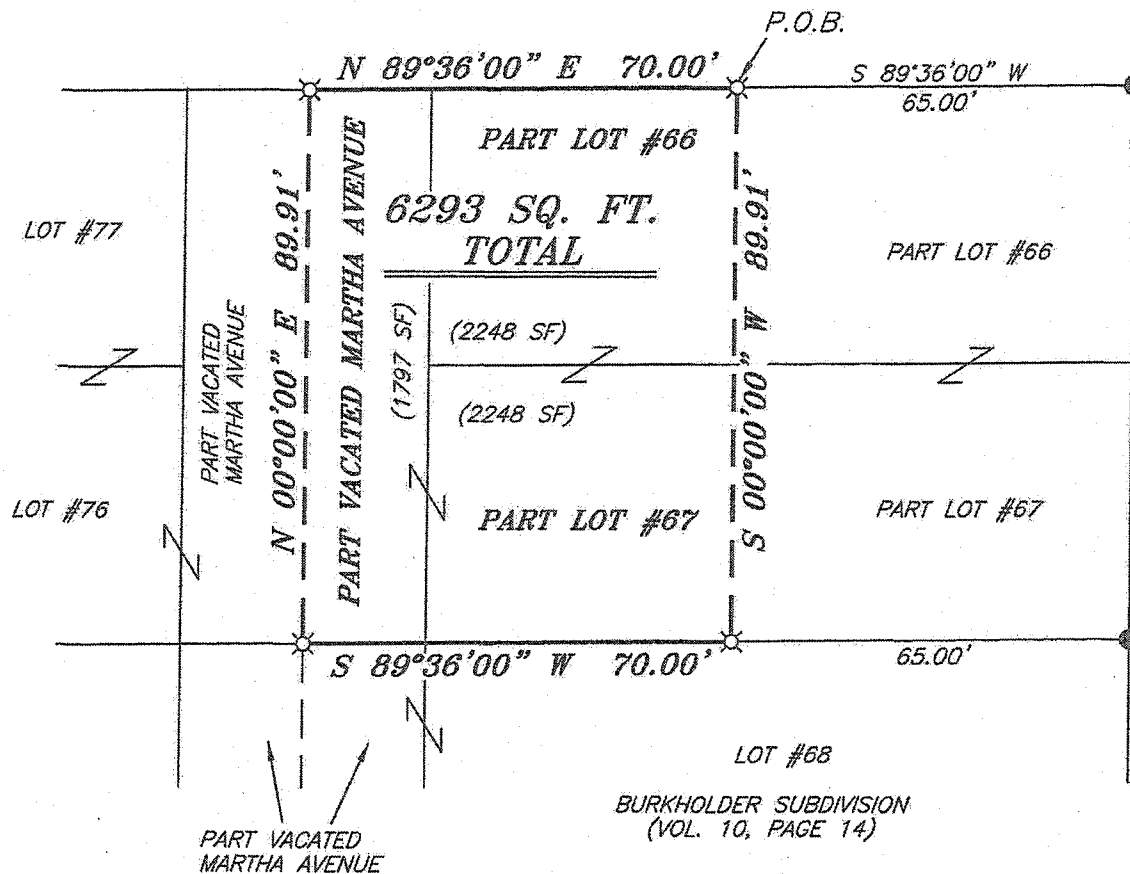 P.O.B.
N 89°36'00" E 70.00'
S 89°36'00" W
65.00'
PART LOT #66
6293 SQ. FT.
TOTAL
LOT #77
N 00°00'00" E 89.91'
PART VACATED MARTHA AVENUE
S 00°00'00" W 89.91'
PART LOT #66
PART VACATED
MARTHA AVENUE
(1797 SF)
(2248 SF)
(2248 SF)
LOT #76
PART LOT #67
PART LOT #67
S 89°36'00" W 70.00'
65.00'
LOT #68
BURKHOLDER SUBDIVISION
(VOL. 10, PAGE 14)
PART VACATED
MARTHA AVENUE